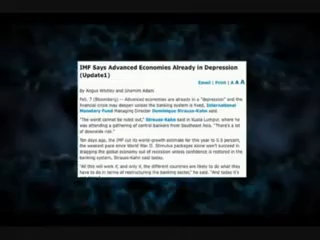 IMF Says Advanced Economies Already in Depression
(Update1)
Email | Print | A A A
By Angus Whitley and Shamim Adam
Feb. 7 (Bloomberg) -- Advanced economies are already in a "depression" and the
financial crisis may deepen unless the banking system is fixed, International
Monetary Fund Managing Director Dominique Strauss-Kahn said.
"The worst cannot be ruled out," Strauss-Kahn said in Kuala Lumpur, where he
was attending a gathering of central bankers from Southeast Asia. "There's a lot
of downside risk."
Ten days ago, the IMF cut its world-growth estimate for this year to 0.5 percent,
the weakest pace since World War II. Stimulus packages alone won't succeed in
dragging the global economy out of recession unless confidence is restored in the
banking system, Strauss-Kahn said today.
"All this will work if, and only if, the different countries are likely to do what they
have to do in terms of restructuring the banking sector," he said. "And today it's